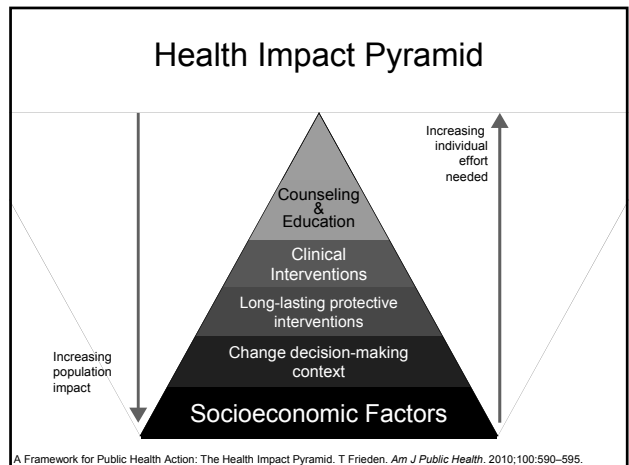 Health Impact Pyramid
Increasing
individual
effort
needed
Counseling
&
Education
Clinical
Interventions
Long-lasting protective
interventions
Change decision-making
context
Increasing
population
impact
Socioeconomic Factors
A Framework for Public Health Action: The Health Impact Pyramid. T Frieden. Am J Public Health. 2010;100:590–595.